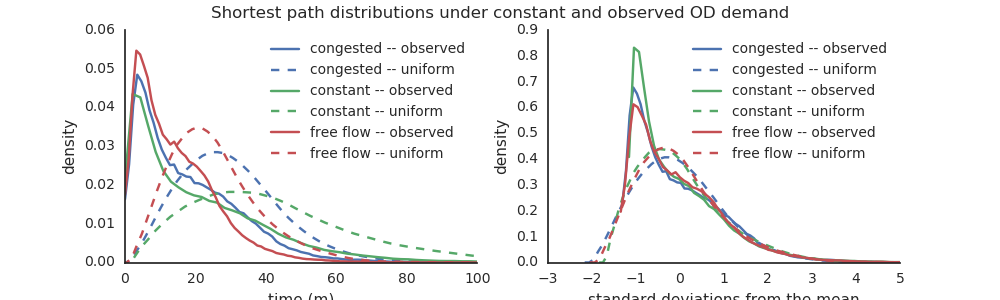 Shortest path distributions under constant and observed OD demand
density
0.06
0.05
0.04
0.03
0.02
0.01
0.00
congested -- observed
congested -- uniform
constant -- observed
constant -- uniform
free flow -- observed
free flow -- uniform
0 20 40 60 80 100
time (m)
density
0.9
0.8
0.7
0.6
0.5
0.4
0.3
0.2
0.1
0.0
congested -- observed
congested -- uniform
constant -- observed
constant -- uniform
free flow -- observed
free flow -- uniform
−3 −2 −1 0 1 2 3 4 5
standard deviations from the mean